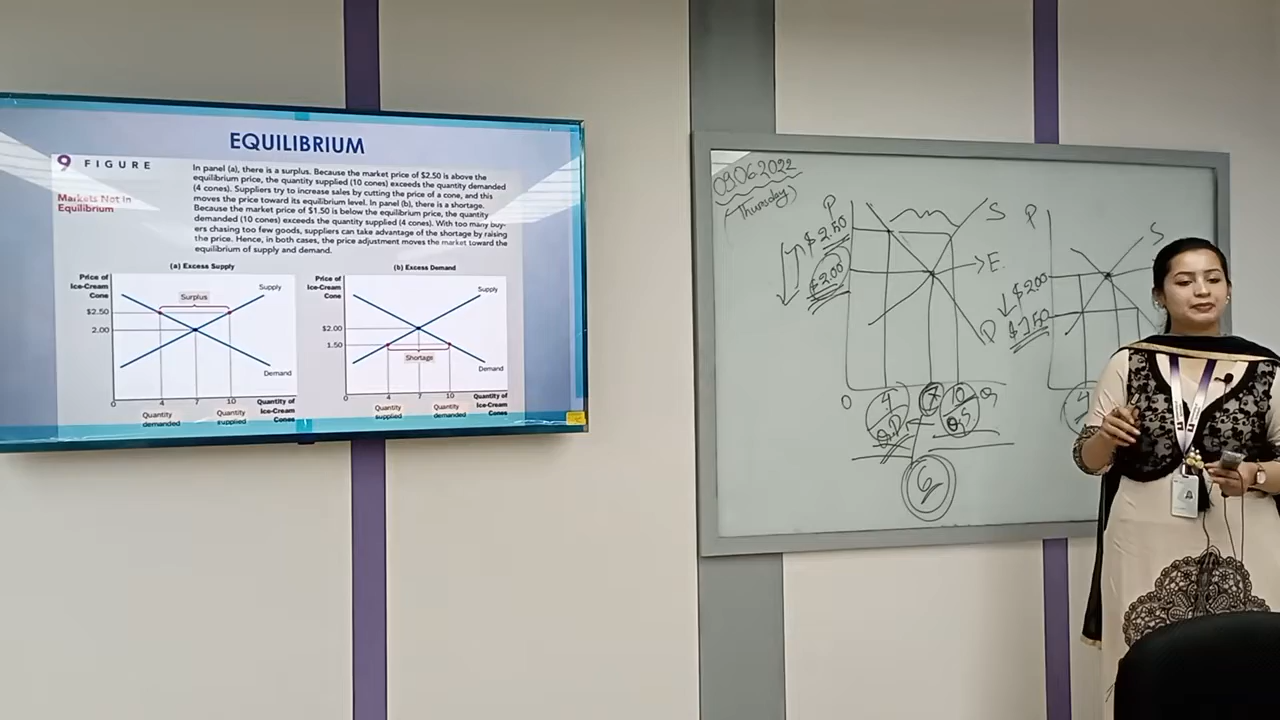 EQUILIBRIUM
9 FIGURE
Markets Not in
Equilibrium
In panel (a), there is a surplus. Because the market price of $2.50 is above the
equilibrium price, the quantity supplied (10 cones) exceeds the quantity demanded
(4 cones). Suppliers try to increase sales by cutting the price of a cone, and this
moves the price toward its equilibrium level. In panel (b), there is a shortage.
Because the market price of $1.50 is below the equilibrium price, the quantity
demanded (10 cones) exceeds the quantity supplied (4 cones). With too many buy-
ers chasing too few goods, suppliers can take advantage of the shortage by raising
the price. Hence, in both cases, the price adjustment moves the market toward the
equilibrium of supply and demand.
(a) Excess Supply
Price of
Ice-Cream
Cone
Supply
Surplus
$2.50
2.00
Demand
0 4 7 10
Quantity
demanded
Quantity
supplied
Quantity of
Ice-Cream
Cones
(b) Excess Demand
Price of
Ice-Cream
Cone
Supply
$2.00
1.50
Shortage
Demand
0 4 7 10
Quantity
supplied
Quantity
demanded
Quantity of
Ice-Cream
Cones
09.06.2022
(Thursday)
P
$2.50
$2.00
S
E
D
0 4 7 10 Q
QD QS
6
P
S
$2.00
$1.50
4